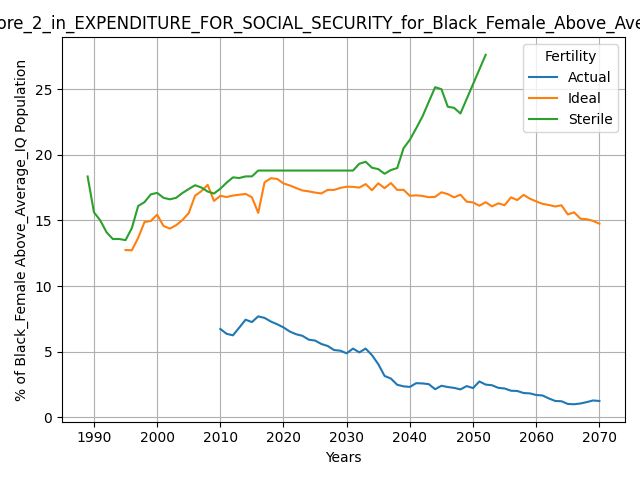 ore_2_in_EXPENDITURE_FOR_SOCIAL_SECURITY_for_Black_Female_Above_Ave
Fertility
Actual
Ideal
Sterile
% of Black_Female Above_Average_IQ Population
25
20
15
10
5
0
1990 2000 2010 2020 2030 2040 2050 2060 2070
Years